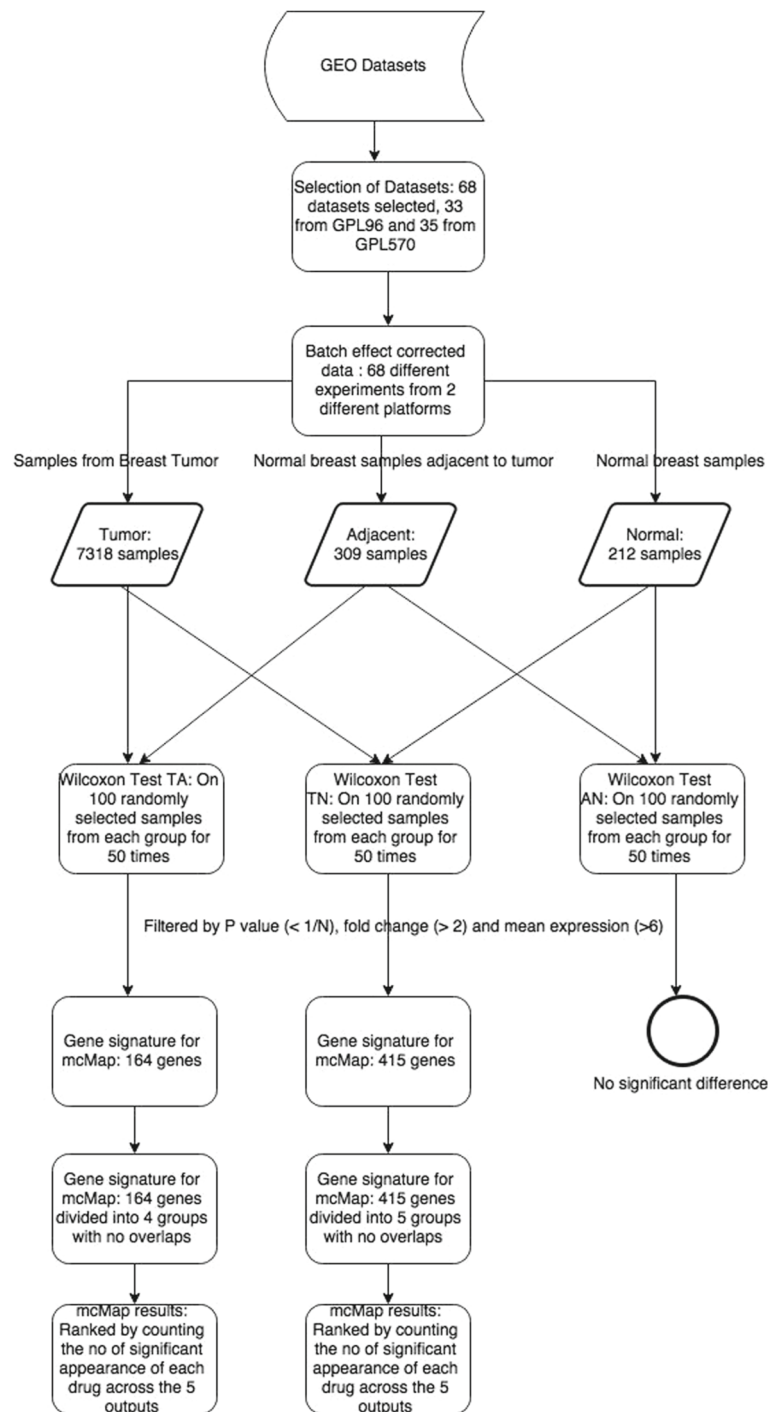 GEO Datasets
Selection of Datasets: 68
datasets selected, 33
from GPL96 and 35 from
GPL570
Batch effect corrected
data : 68 different
experiments from 2
different platforms
Samples from Breast Tumor
Normal breast samples adjacent to tumor
Normal breast samples
Tumor:
7318 samples
Adjacent:
309 samples
Normal:
212 samples
Wilcoxon Test TA: On
100 randomly
selected samples
from each group for
50 times
Wilcoxon Test
TN: On 100 randomly
selected samples
from each group for
50 times
Wilcoxon Test
AN: On 100 randomly
selected samples
from each group for
50 times
Filtered by P value (< 1/N), fold change (> 2) and mean expression (>6)
Gene signature for
mcMap: 164 genes
Gene signature for
mcMap: 415 genes
No significant difference
Gene signature for
mcMap: 164 genes
divided into 4 groups
with no overlaps
Gene signature for
mcMap: 415 genes
divided into 5 groups
with no overlaps
mcMap results:
Ranked by counting
the no of significant
appearance of each
drug across the 5
outputs
mcMap results:
Ranked by counting
the no of significant
appearance of each
drug across the 5
outputs